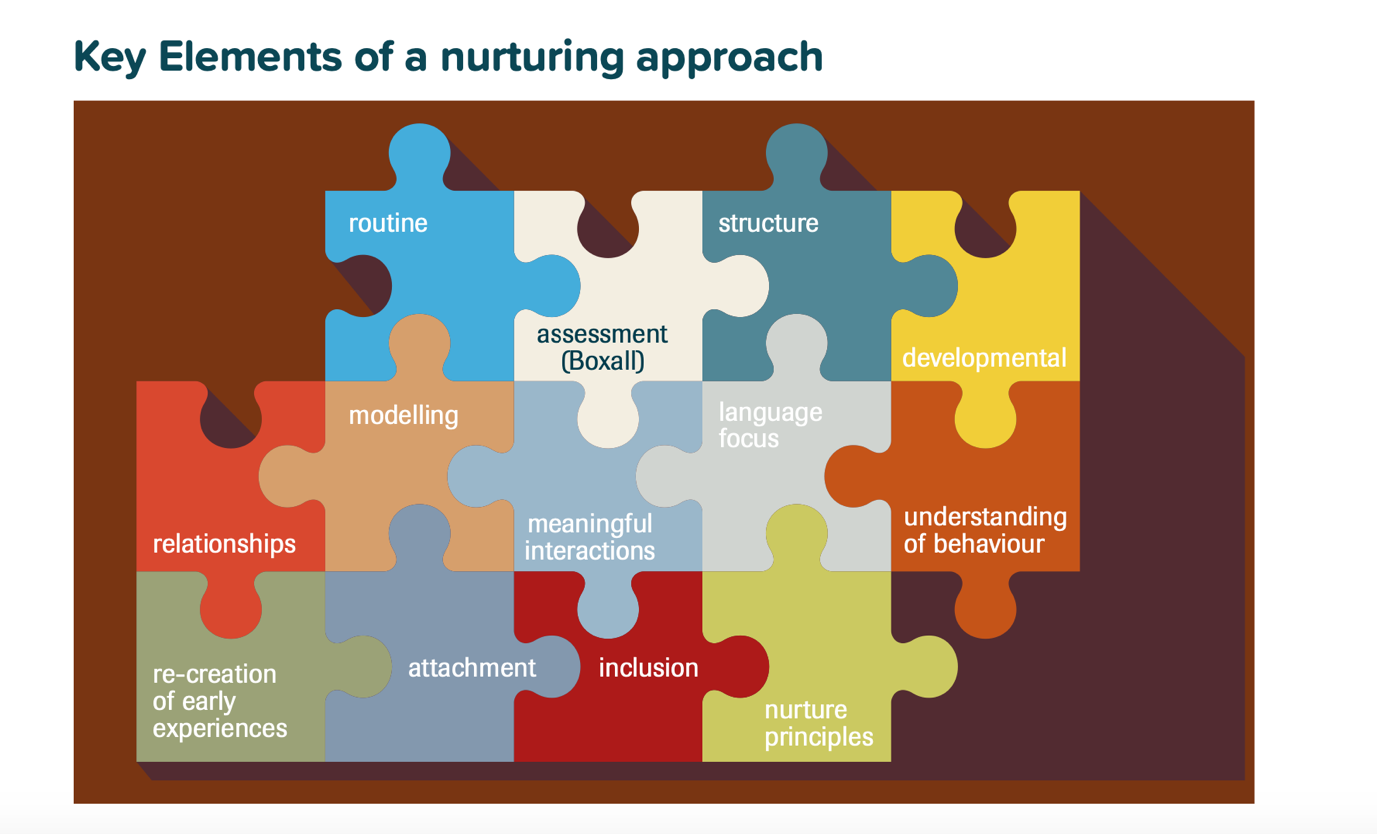 Key Elements of a nurturing approach
routine
structure
assessment
(Boxall)
developmental
modelling
language
focus
relationships
meaningful
interactions
understanding
of behaviour
re-creation
of early
experiences
attachment
inclusion
nurture
principles